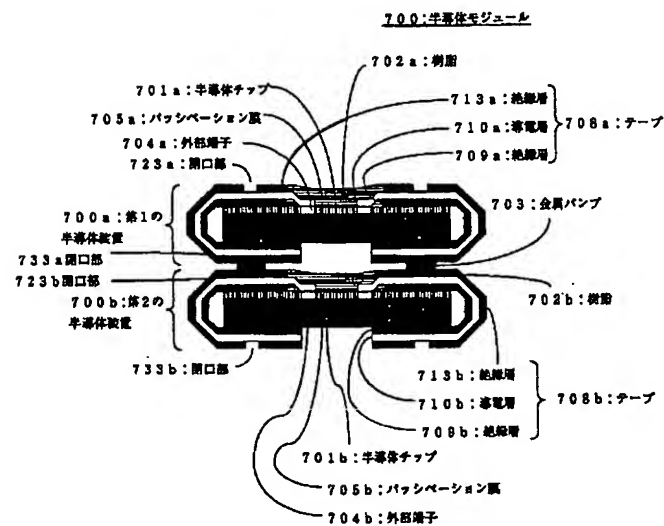 700:半導体モジュール
702a:樹脂
701a:半導体チップ
705a:パッシベーション膜
704a:外部端子
723a:開口部
713a:絶縁層
710a:導電層
709a:絶縁層
708a:テープ
703:金属バンプ
700a:第1の
半導体装置
733a開口部
723b開口部
700b:第2の
半導体装置
702b:樹脂
733b:開口部
713b:絶縁層
710b:導電層
709b:絶縁層
708b:テープ
701b:半導体チップ
705b:パッシベーション膜
704b:外部端子